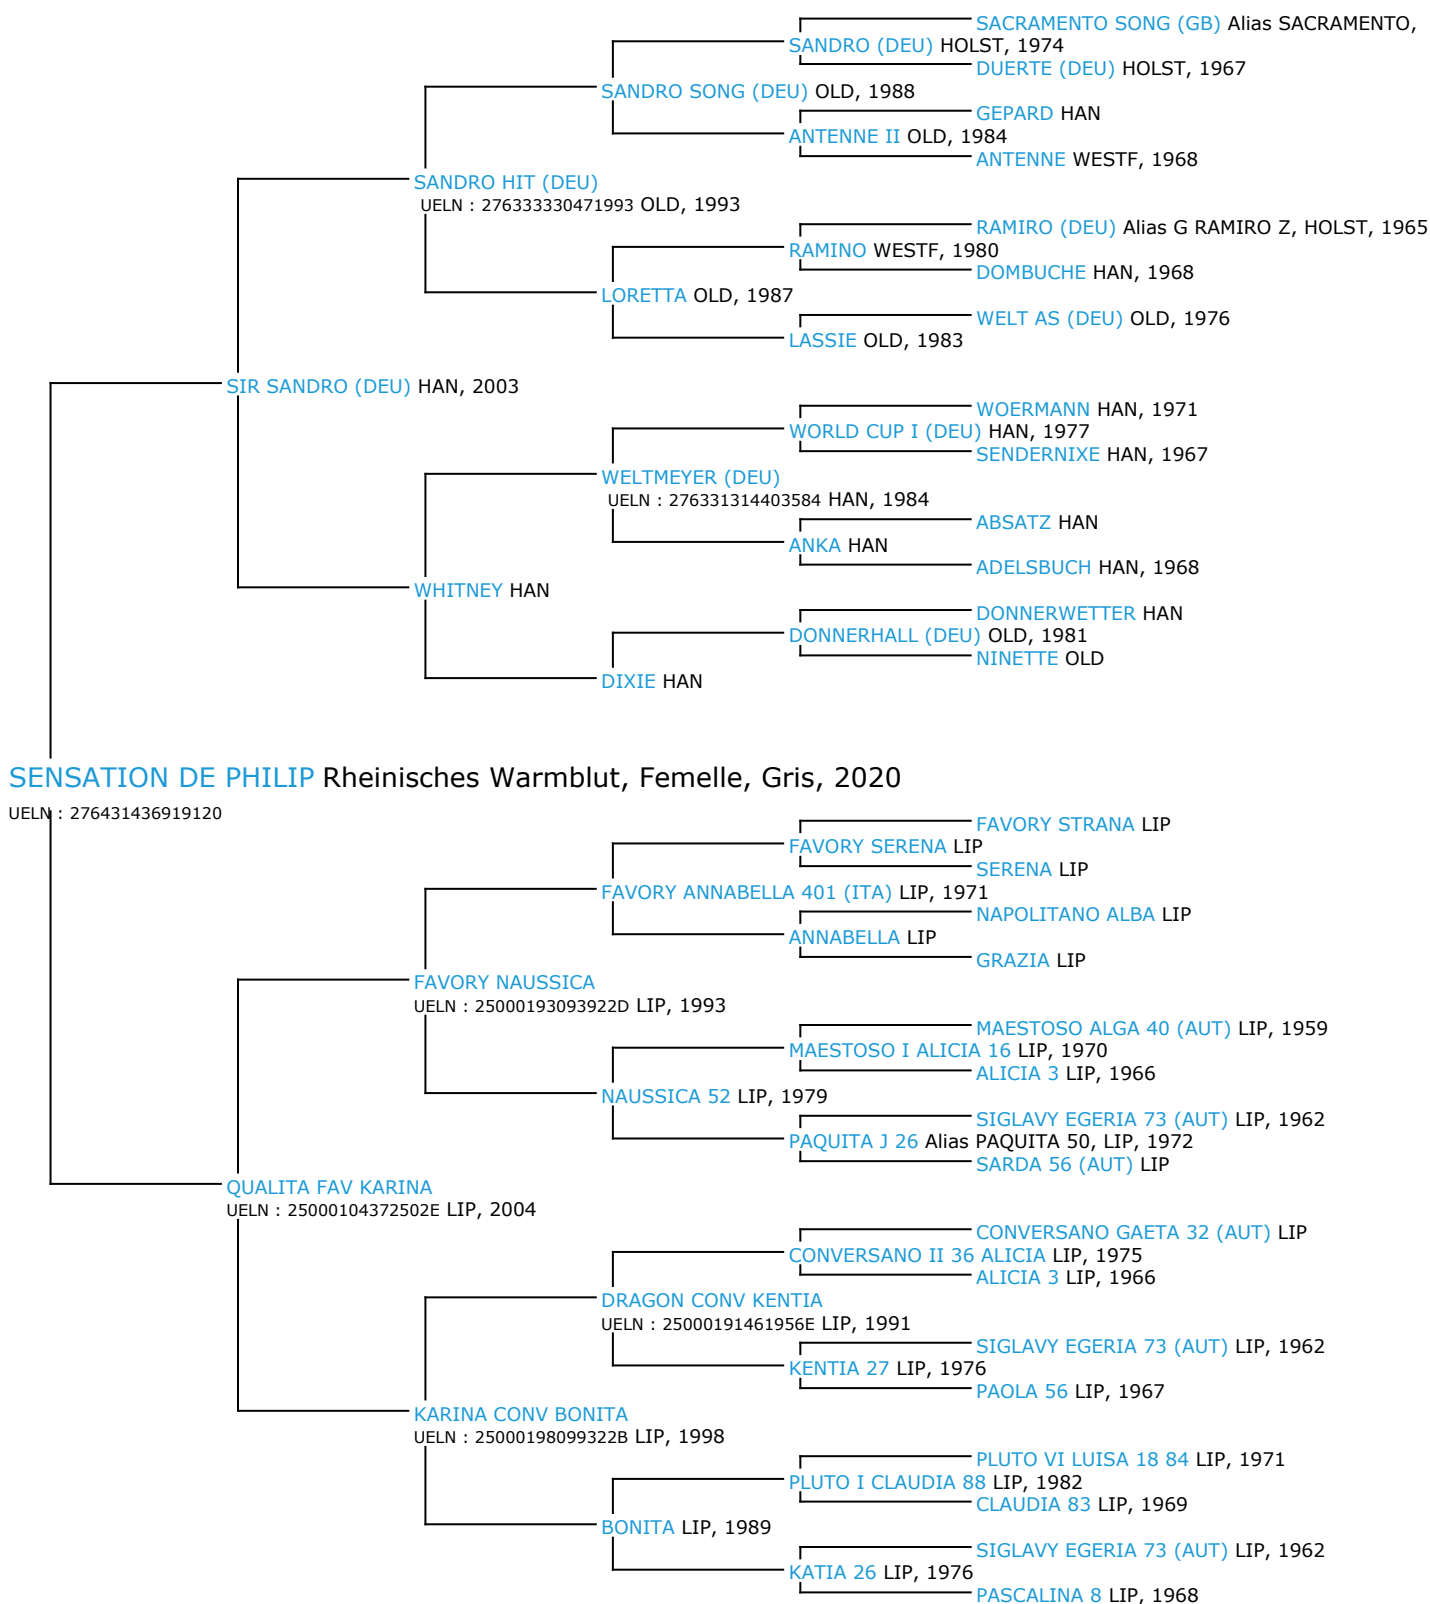 SACRAMENTO SONG (GB) Alias SACRAMENTO,
SANDRO (DEU) HOLST, 1974
DUERTE (DEU) HOLST, 1967
SANDRO SONG (DEU) OLD, 1988
GEPARD HAN
ANTENNE II OLD, 1984
ANTENNE WESTF, 1968
SANDRO HIT (DEU)
UELN : 276333330471993 OLD, 1993
RAMIRO (DEU) Alias G RAMIRO Z, HOLST, 1965
RAMINO WESTF, 1980
DOMBUCHE HAN, 1968
LORETTA OLD, 1987
WELT AS (DEU) OLD, 1976
LASSIE OLD, 1983
SIR SANDRO (DEU) HAN, 2003
WOERMANN HAN, 1971
WORLD CUP I (DEU) HAN, 1977
SENDERNIXE HAN, 1967
WELTMEYER (DEU)
UELN : 276331314403584 HAN, 1984
ABSATZ HAN
ANKA HAN
ADELSBUCH HAN, 1968
WHITNEY HAN
DONNERWETTER HAN
DONNERHALL (DEU) OLD, 1981
NINETTE OLD
DIXIE HAN
SENSATION DE PHILIP Rheinisches Warmblut, Femelle, Gris, 2020
UELN : 276431436919120
FAVORY STRANA LIP
FAVORY SERENA LIP
SERENA LIP
FAVORY ANNABELLA 401 (ITA) LIP, 1971
NAPOLITANO ALBA LIP
ANNABELLA LIP
GRAZIA LIP
FAVORY NAUSSICA
UELN : 25000193093922D LIP, 1993
MAESTOSO ALGA 40 (AUT) LIP, 1959
MAESTOSO I ALICIA 16 LIP, 1970
ALICIA 3 LIP, 1966
NAUSSICA 52 LIP, 1979
SIGLAVY EGERIA 73 (AUT) LIP, 1962
PAQUITA J 26 Alias PAQUITA 50, LIP, 1972
SARDA 56 (AUT) LIP
QUALITA FAV KARINA
UELN : 25000104372502E LIP, 2004
CONVERSANO GAETA 32 (AUT) LIP
CONVERSANO II 36 ALICIA LIP, 1975
ALICIA 3 LIP, 1966
DRAGON CONV KENTIA
UELN : 25000191461956E LIP, 1991
SIGLAVY EGERIA 73 (AUT) LIP, 1962
KENTIA 27 LIP, 1976
PAOLA 56 LIP, 1967
KARINA CONV BONITA
UELN : 25000198099322B LIP, 1998
PLUTO VI LUISA 18 84 LIP, 1971
PLUTO I CLAUDIA 88 LIP, 1982
CLAUDIA 83 LIP, 1969
BONITA LIP, 1989
SIGLAVY EGERIA 73 (AUT) LIP, 1962
KATIA 26 LIP, 1976
PASCALINA 8 LIP, 1968